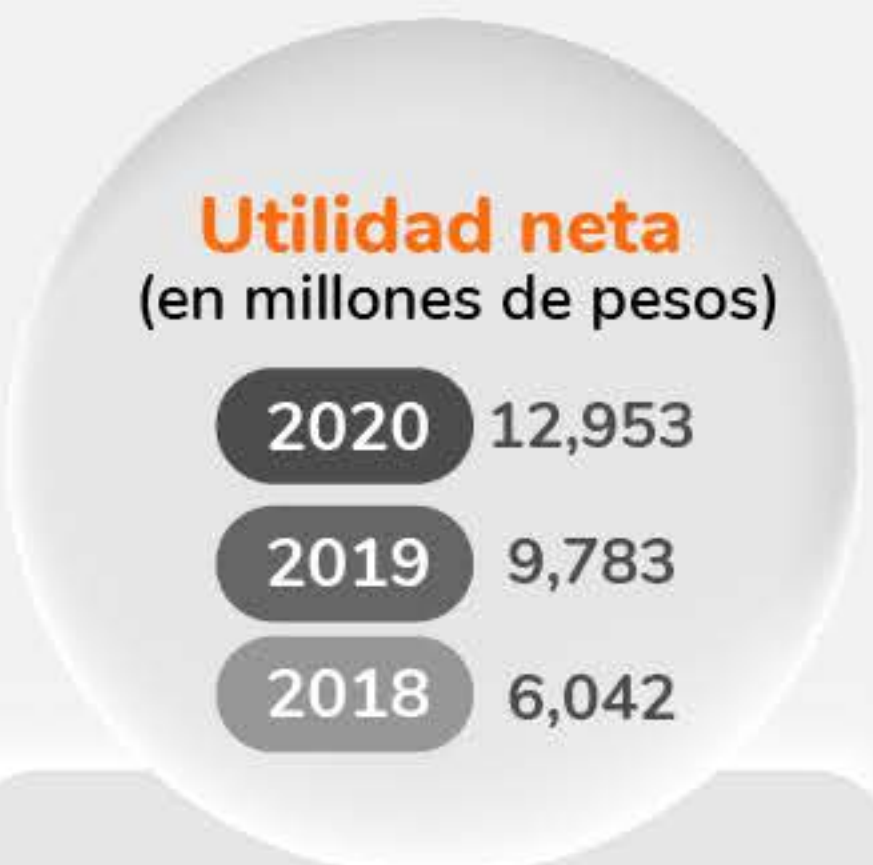 Utilidad neta
(en millones de pesos)
2020 12,953
2019 9,783
2018 6,042